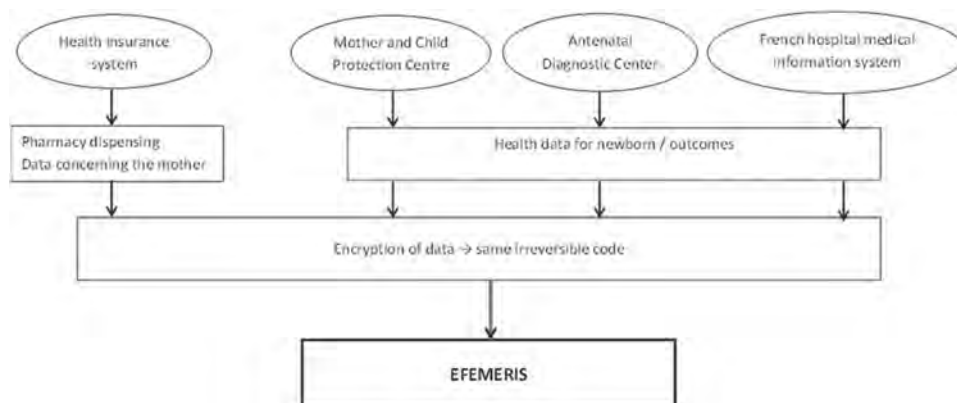 Health insurance
system
Mother and Child
Protection Centre
Antenatal
Diagnostic Center
French hospital medical
information system
Pharmacy dispensing
Data concerning the mother
Health data for newborn / outcomes
Encryption of data → same irreversible code
EFEMERIS